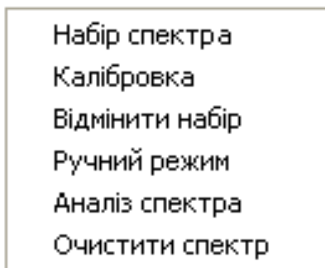 Набір спектра
Калібровка
Відмінити набір
Ручний режим
Аналіз спектра
Очистити спектр